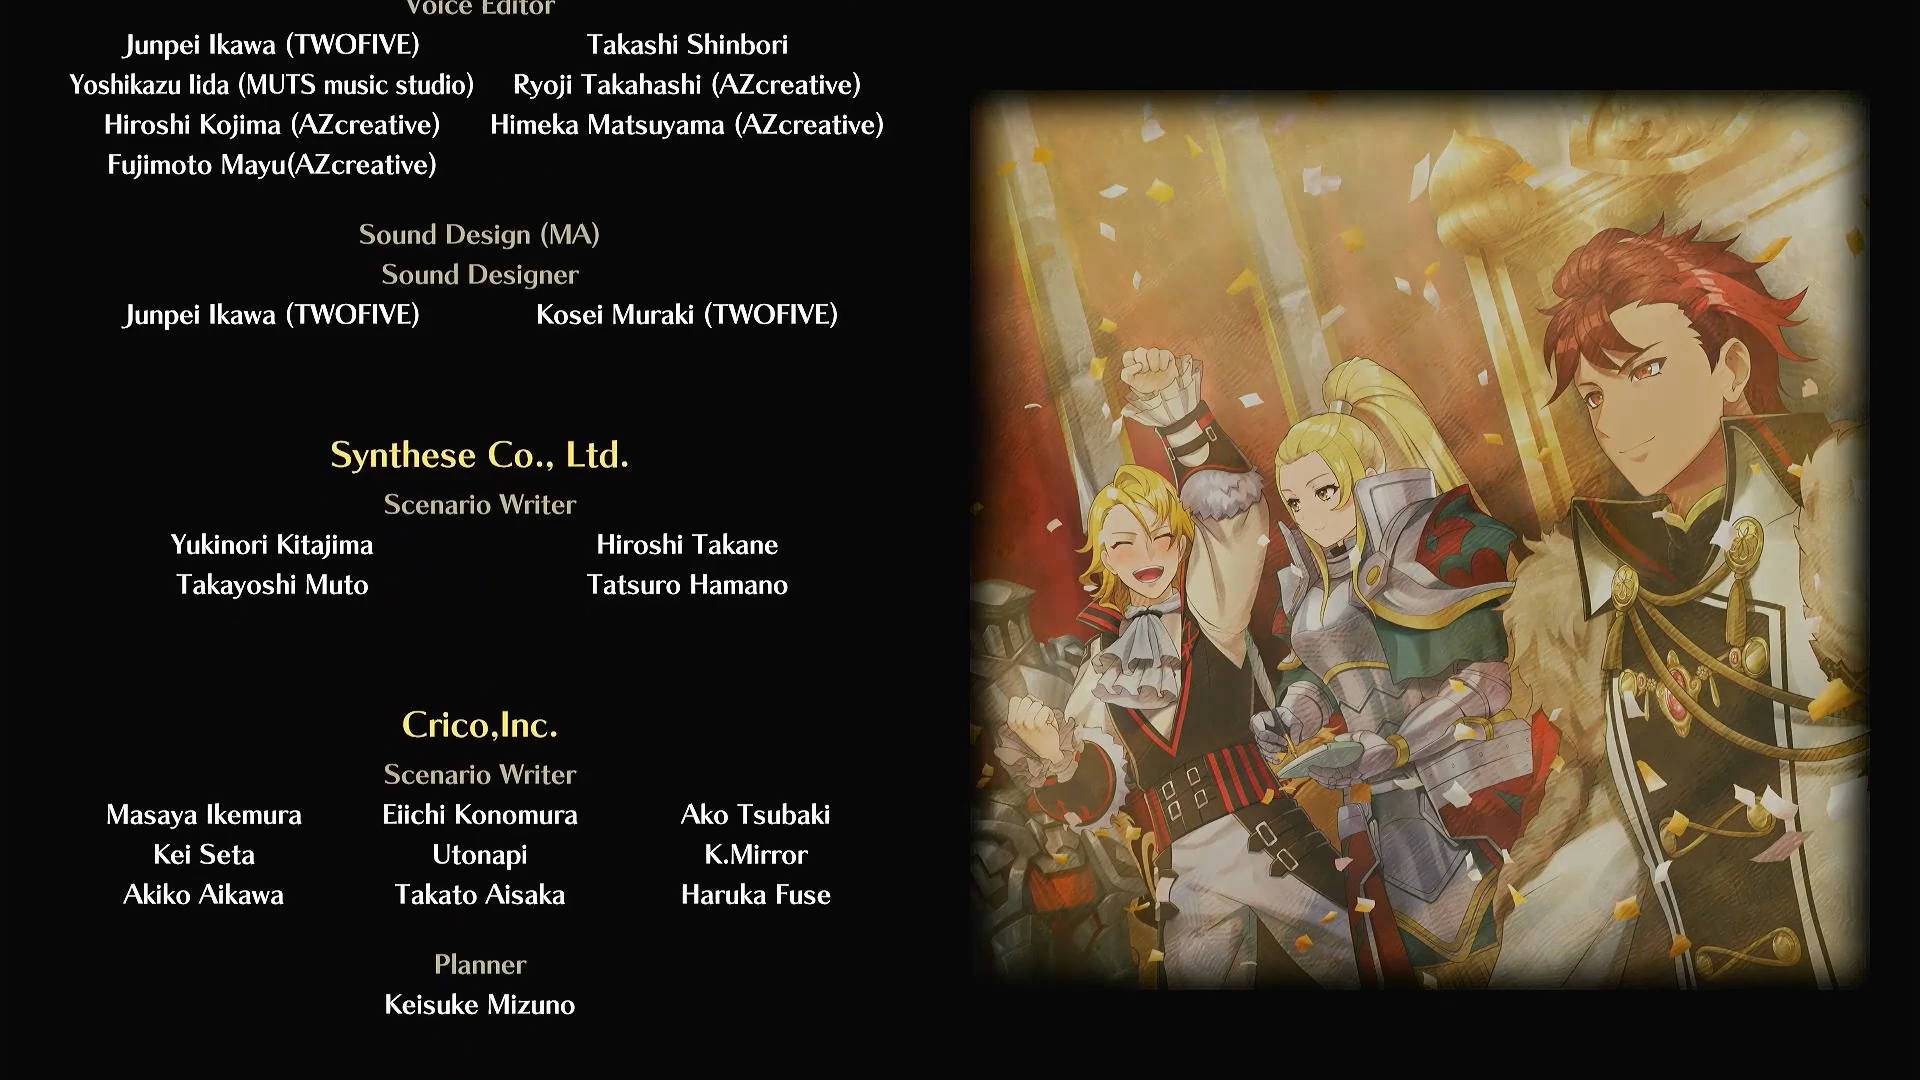 Voice Editor
Junpei Ikawa (TWOFIVE) Takashi Shinbori
Yoshikazu Iida (MUTS music studio) Ryoji Takahashi (AZcreative)
Hiroshi Kojima (AZcreative) Himeka Matsuyama (AZcreative)
Fujimoto Mayu(AZcreative)
Sound Design (MA)
Sound Designer
Junpei Ikawa (TWOFIVE) Kosei Muraki (TWOFIVE)
Synthese Co., Ltd.
Scenario Writer
Yukinori Kitajima Hiroshi Takane
Takayoshi Muto Tatsuro Hamano
Crico,Inc.
Scenario Writer
Masaya Ikemura Eiichi Konomura Ako Tsubaki
Kei Seta Utonapi K.Mirror
Akiko Aikawa Takato Aisaka Haruka Fuse
Planner
Keisuke Mizuno